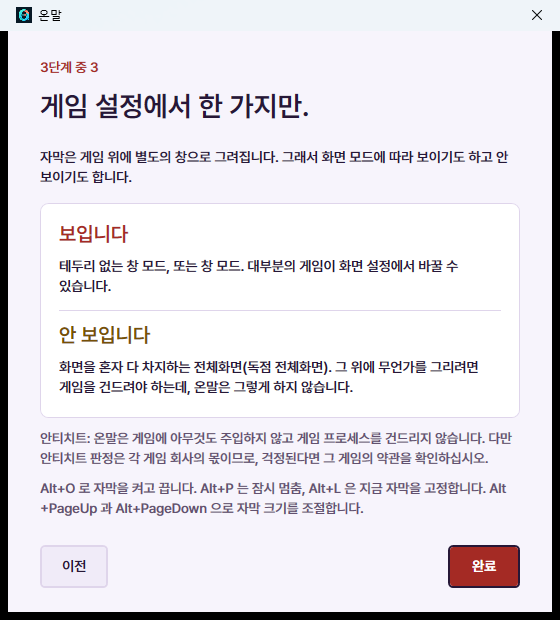 온말
3단계 중 3
게임 설정에서 한 가지만.
자막은 게임 위에 별도의 창으로 그려집니다. 그래서 화면 모드에 따라 보이기도 하고 안
보이기도 합니다.
보입니다
테두리 없는 창 모드, 또는 창 모드. 대부분의 게임이 화면 설정에서 바꿀 수
있습니다.
안 보입니다
화면을 혼자 다 차지하는 전체화면(독점 전체화면). 그 위에 무언가를 그리려면
게임을 건드려야 하는데, 온말은 그렇게 하지 않습니다.
안티치트: 온말은 게임에 아무것도 주입하지 않고 게임 프로세스를 건드리지 않습니다. 다만
안티치트 판정은 각 게임 회사의 몫이므로, 걱정된다면 그 게임의 약관을 확인하십시오.
Alt+O 로 자막을 켜고 끕니다. Alt+P 는 잠시 멈춤, Alt+L 은 지금 자막을 고정합니다. Alt
+PageUp 과 Alt+PageDown 으로 자막 크기를 조절합니다.
이전
완료